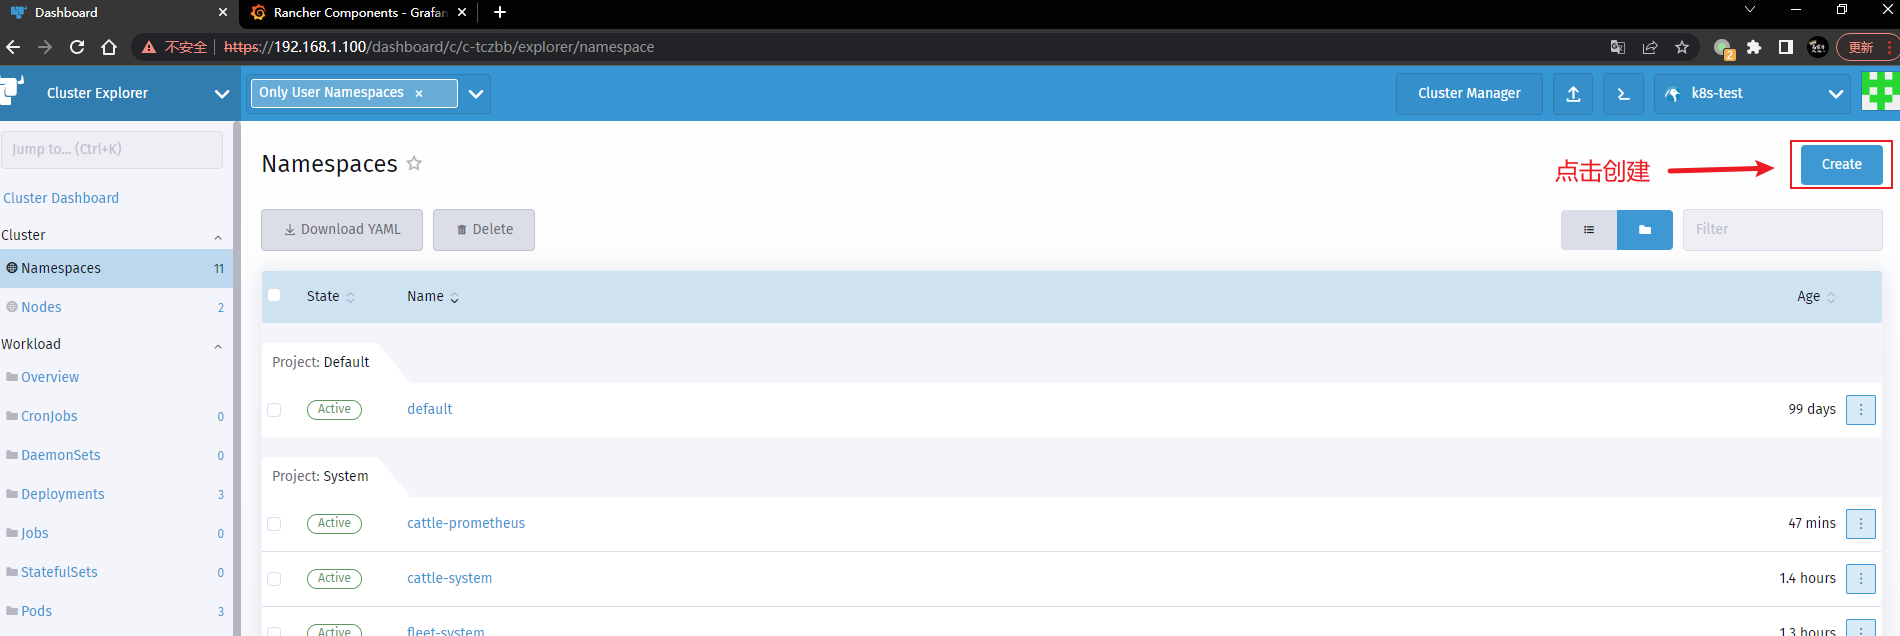 Dashboard
Rancher Components - Grafan
不安全
https://192.168.1.100/dashboard/c/c-tczbb/explorer/namespace
2
更新
Cluster Explorer
Only User Namespaces ×
Cluster Manager
k8s-test
Jump to... (Ctrl+K)
Cluster Dashboard
Cluster
Namespaces 11
Nodes 2
Workload
Overview
CronJobs 0
DaemonSets 0
Deployments 3
Jobs 0
StatefulSets 0
Pods 3
Namespaces
点击创建
Create
Download YAML
Delete
Filter
State
Name
Age
Project: Default
Active default 99 days
Project: System
Active cattle-prometheus 47 mins
Active cattle-system 1.4 hours
Active fleet-system 1.3 hours